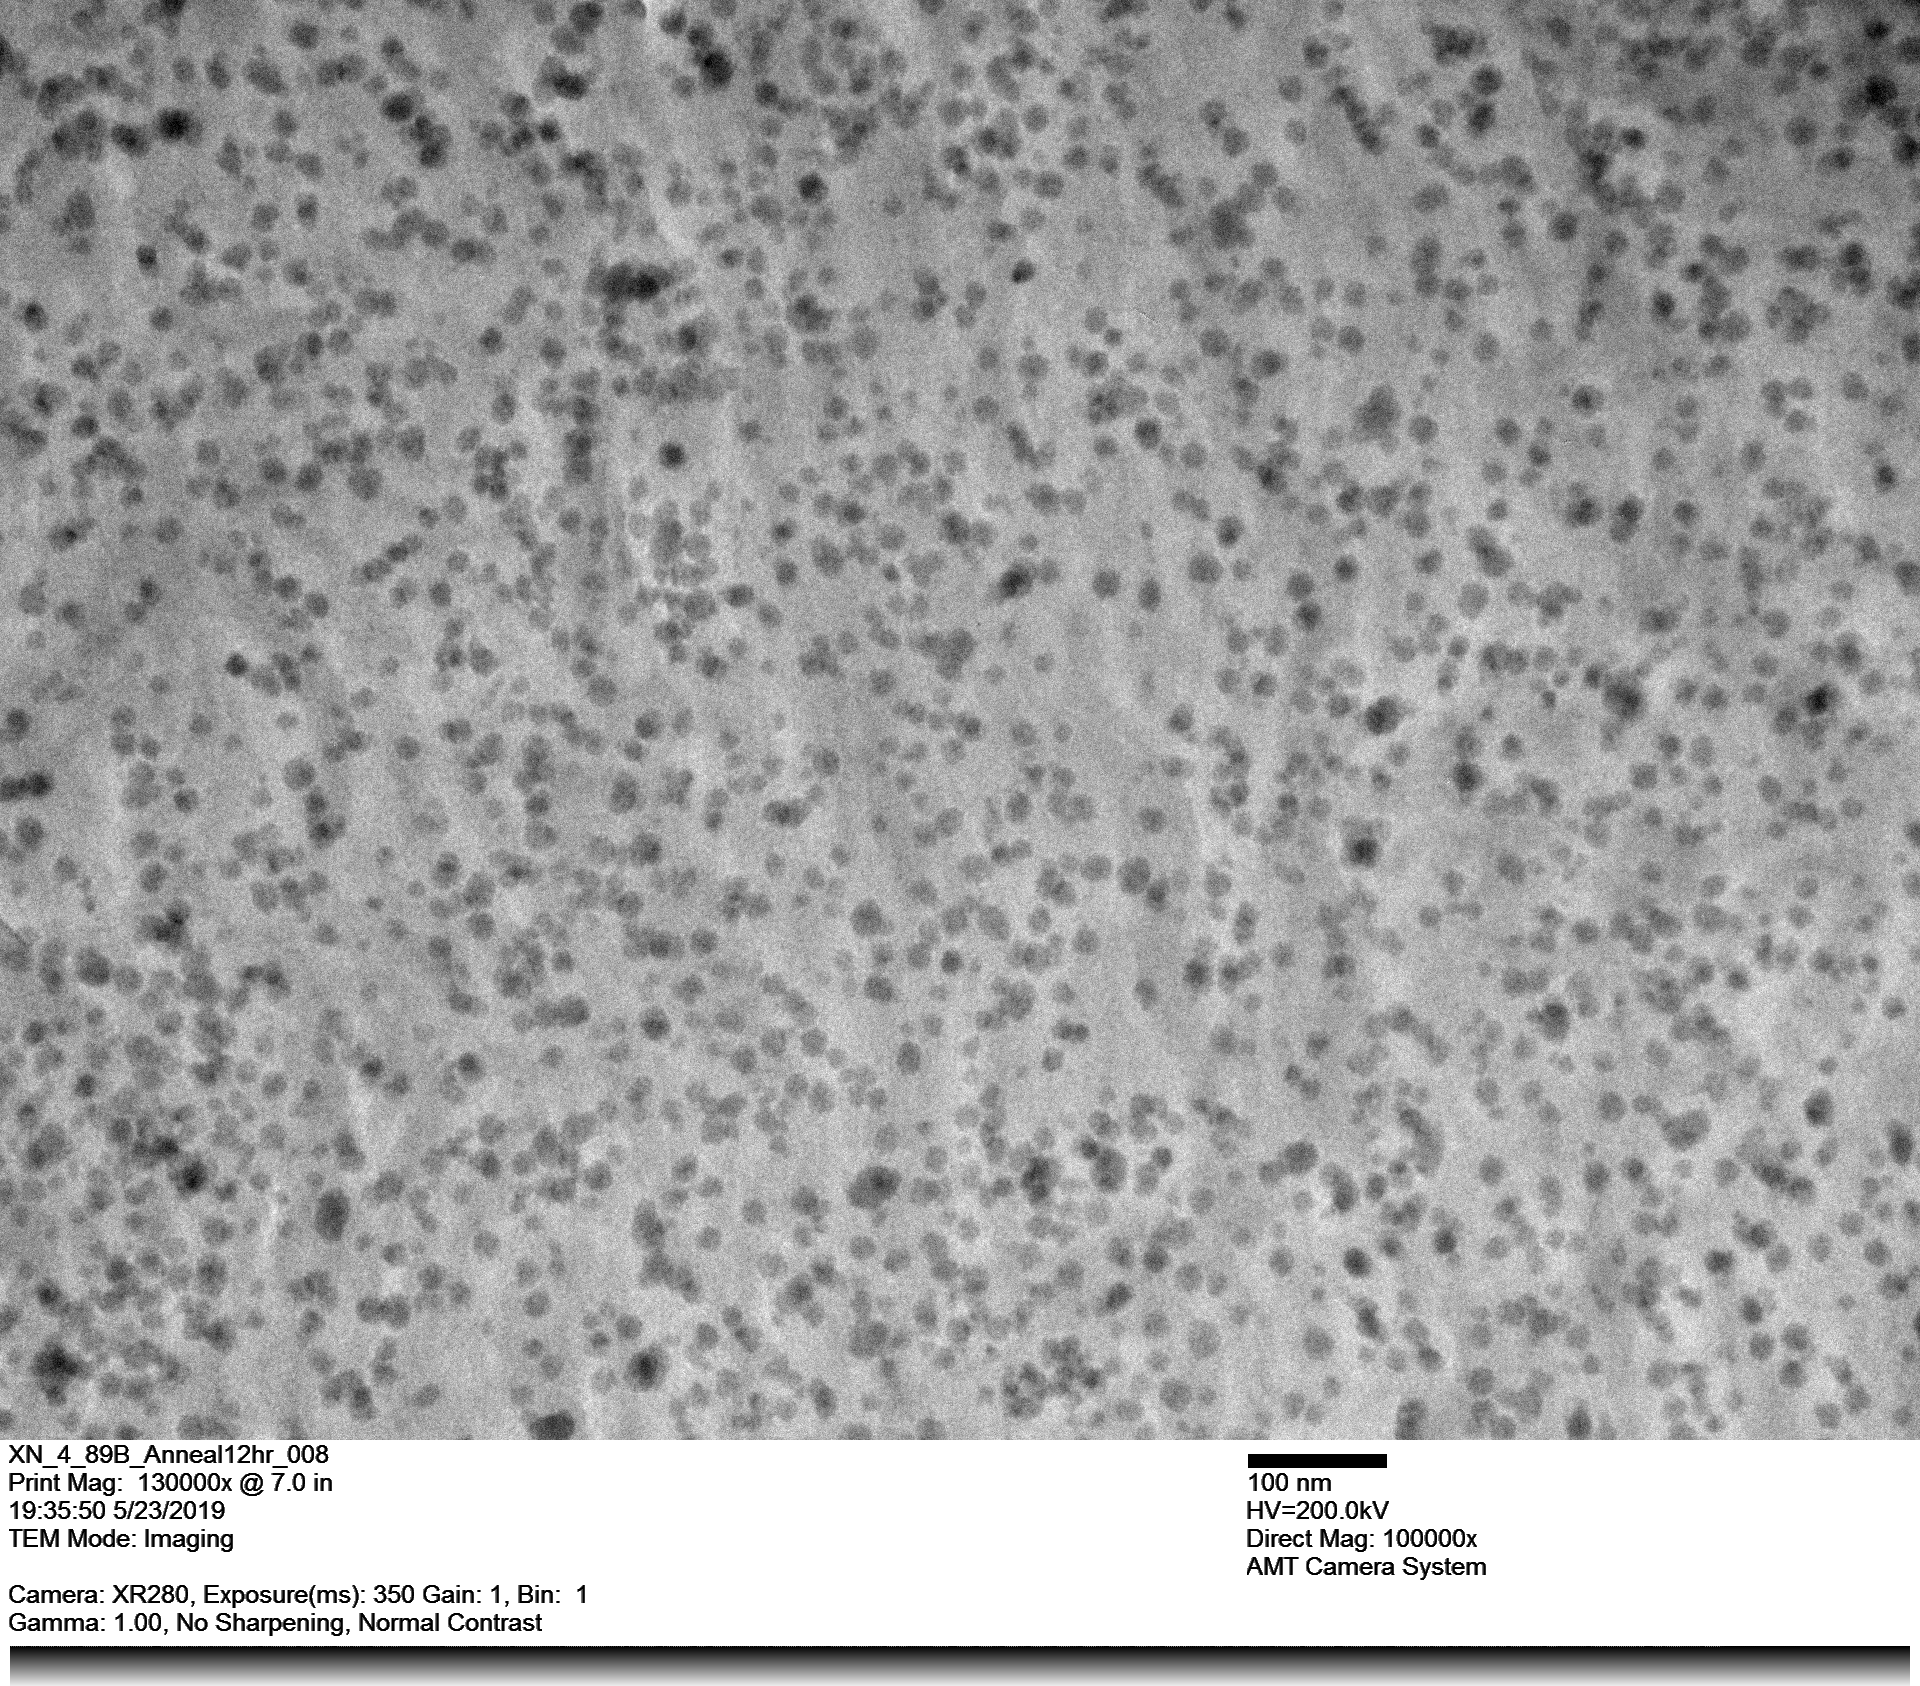 XN_4_89B_Anneal12hr_008
Print Mag: 130000x @ 7.0 in
19:35:50 5/23/2019
TEM Mode: Imaging
Camera: XR280, Exposure(ms): 350 Gain: 1, Bin: 1
Gamma: 1.00, No Sharpening, Normal Contrast
100 nm
HV=200.0kV
Direct Mag: 100000x
AMT Camera System